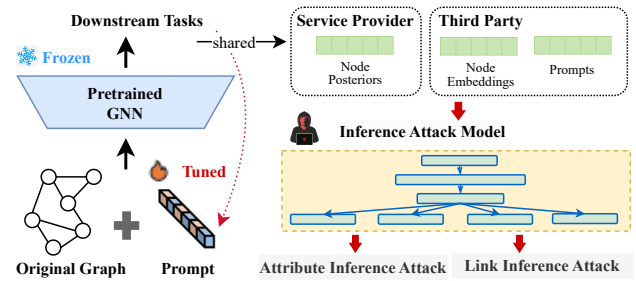 Downstream Tasks
shared
Service Provider
Node
Posteriors
Third Party
Node
Embeddings
Prompts
Frozen
Pretrained
GNN
Inference Attack Model
Tuned
Original Graph
Prompt
Attribute Inference Attack
Link Inference Attack